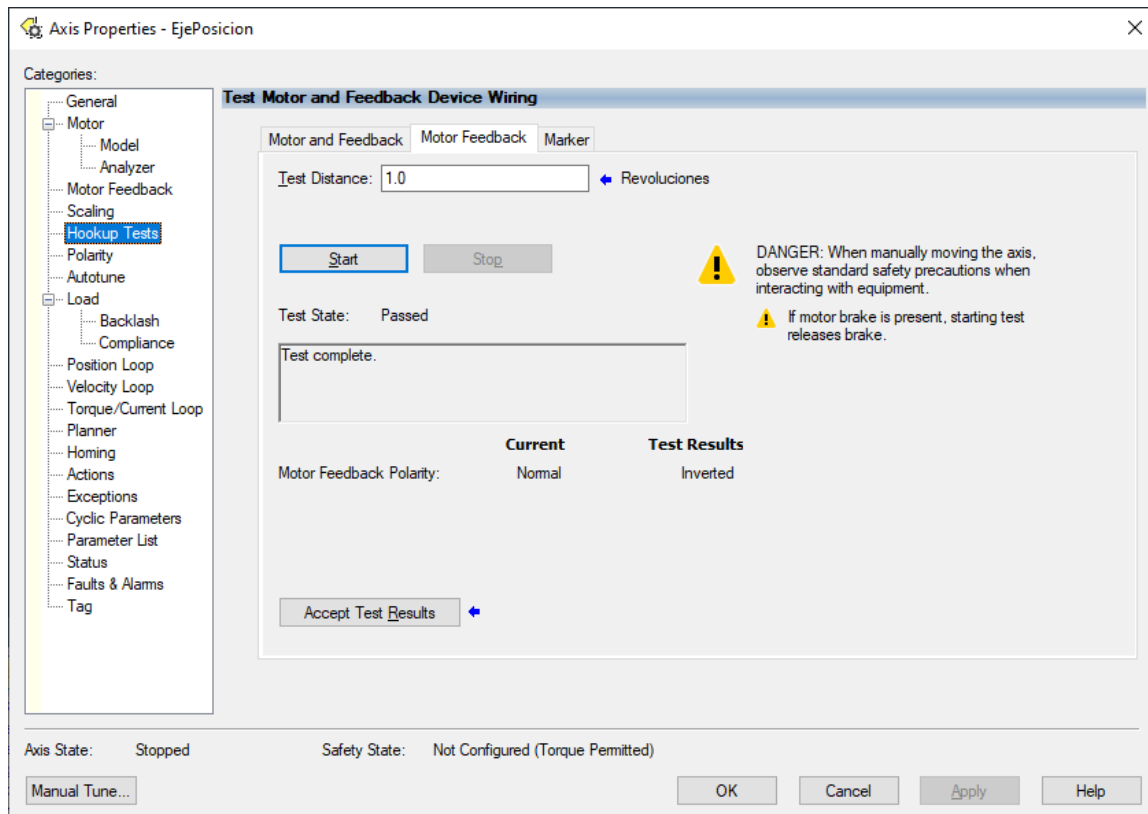 Axis Properties - EjePosicion
Categories:
General
Motor
Model
Analyzer
Motor Feedback
Scaling
Hookup Tests
Polarity
Autotune
Load
Backlash
Compliance
Position Loop
Velocity Loop
Torque/Current Loop
Planner
Homing
Actions
Exceptions
Cyclic Parameters
Parameter List
Status
Faults & Alarms
Tag
Test Motor and Feedback Device Wiring
Motor and Feedback Motor Feedback Marker
Test Distance: 1.0 Revoluciones
Start Stop
DANGER: When manually moving the axis,
observe standard safety precautions when
interacting with equipment.
If motor brake is present, starting test
releases brake.
Test State: Passed
Test complete.
Current Test Results
Motor Feedback Polarity: Normal Inverted
Accept Test Results
Axis State: Stopped Safety State: Not Configured (Torque Permitted)
Manual Tune... OK Cancel Apply Help